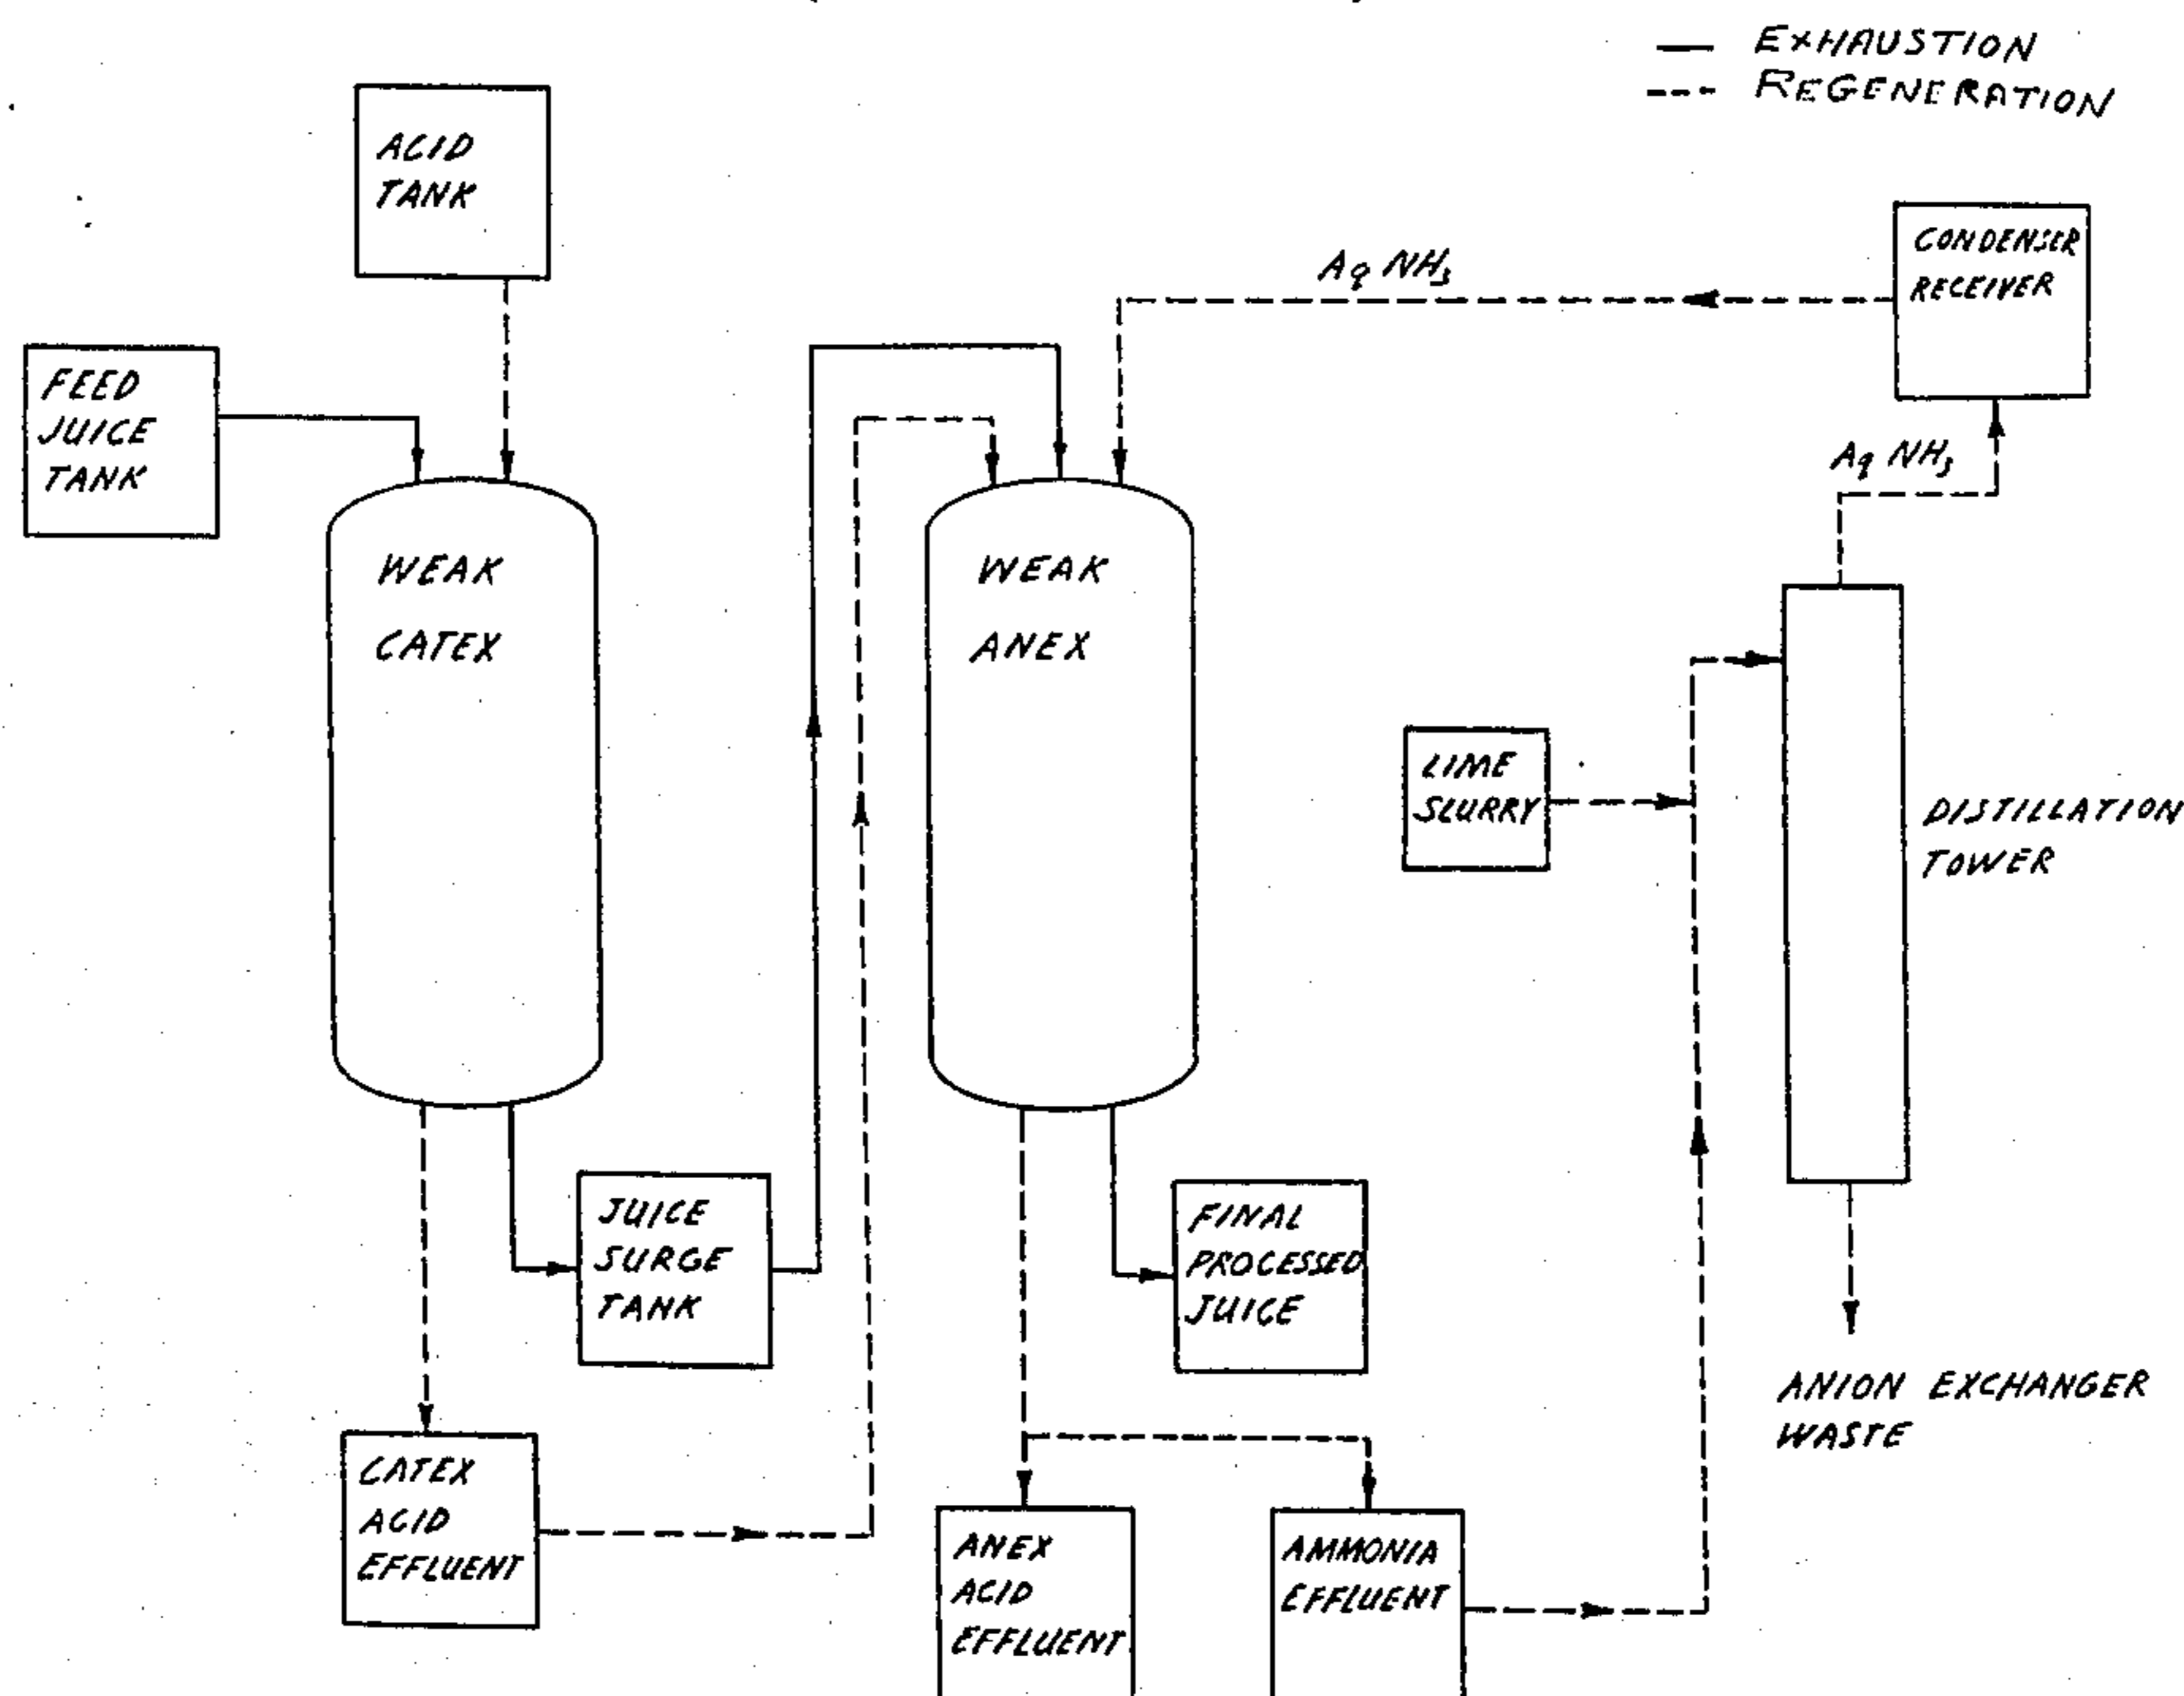 EXHAUSTION
REGENERATION
ACID
TANK
CONDENSER
RECEIVER
Aq NH3
FEED
JUICE
TANK
Aq NH3
WEAK
CATEX
WEAK
ANEX
LIME
SLURRY
DISTILLATION
TOWER
JUICE
SURGE
TANK
FINAL
PROCESSED
JUICE
ANION EXCHANGER
WASTE
CATEX
ACID
EFFLUENT
ANEX
ACID
EFFLUENT
AMMONIA
EFFLUENT